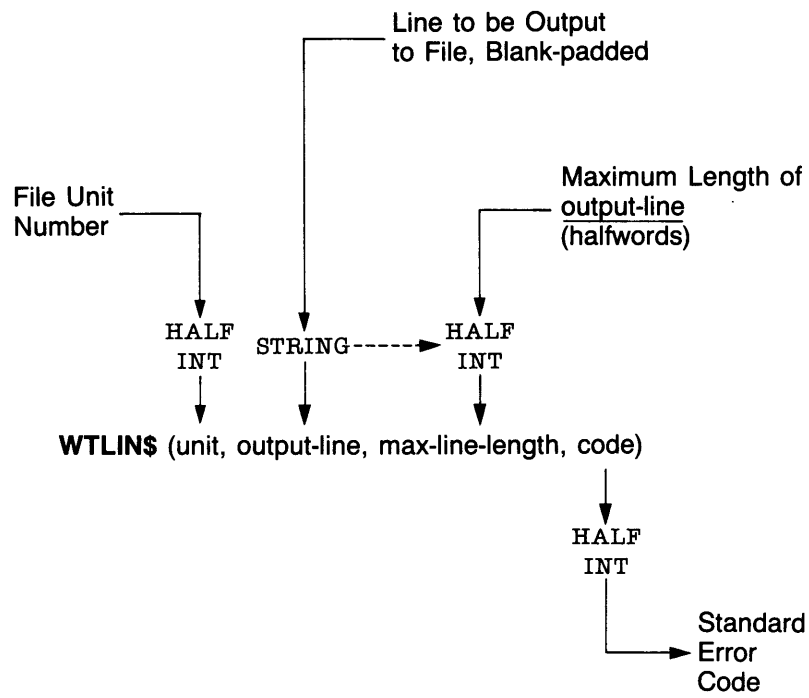 Line to be Output
to File, Blank-padded
File Unit
Number
Maximum Length of
output-line
(halfwords)
HALF
INT
STRING
HALF
INT
WTLIN$ (unit, output-line, max-line-length, code)
HALF
INT
Standard
Error
Code